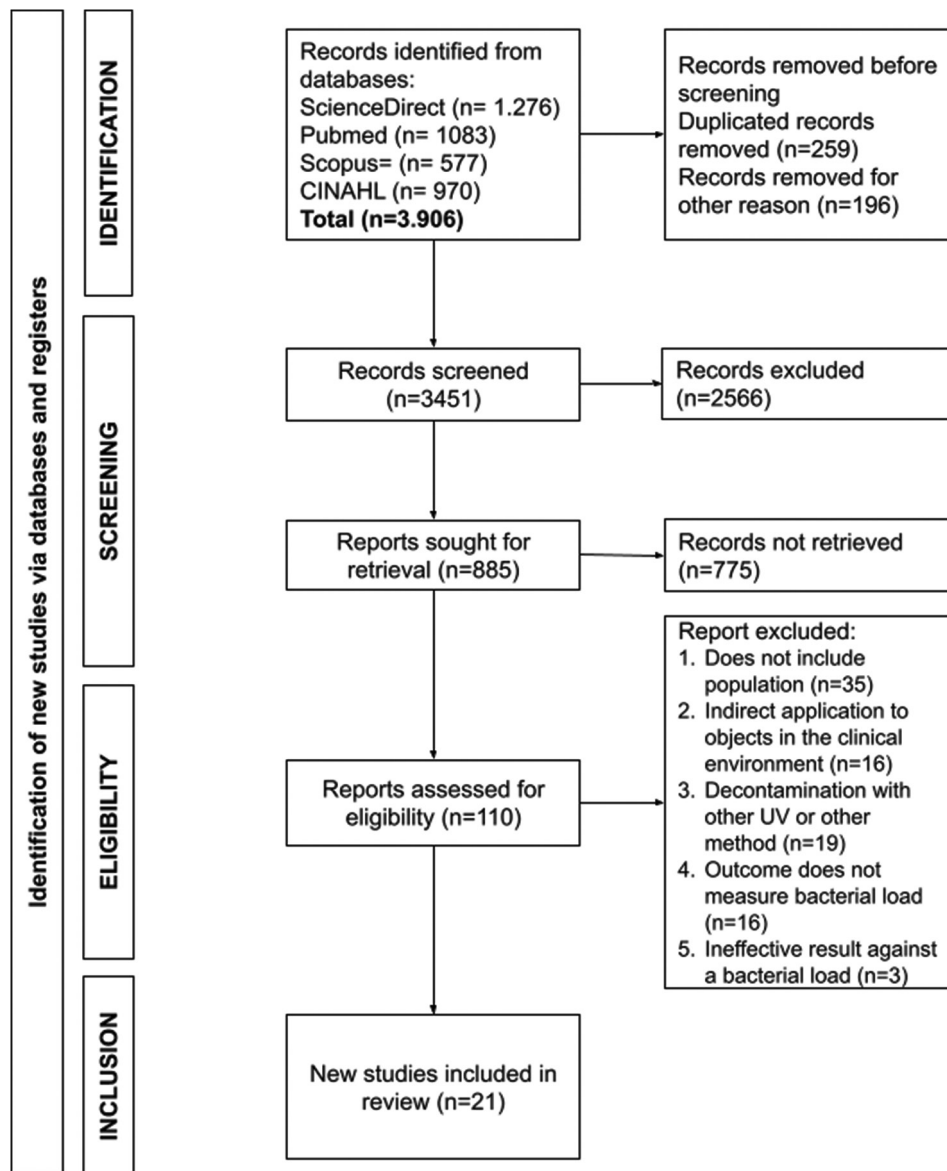 Identification of new studies via databases and registers
IDENTIFICATION
Records identified from
databases:
ScienceDirect (n= 1.276)
Pubmed (n= 1083)
Scopus= (n= 577)
CINAHL (n= 970)
Total (n=3.906)
Records removed before
screening
Duplicated records
removed (n=259)
Records removed for
other reason (n=196)
SCREENING
Records screened
(n=3451)
Records excluded
(n=2566)
Reports sought for
retrieval (n=885)
Records not retrieved
(n=775)
ELIGIBILITY
Reports assessed for
eligibility (n=110)
Report excluded:
1. Does not include
population (n=35)
2. Indirect application to
objects in the clinical
environment (n=16)
3. Decontamination with
other UV or other
method (n=19)
4. Outcome does not
measure bacterial load
(n=16)
5. Ineffective result against
a bacterial load (n=3)
INCLUSION
New studies included in
review (n=21)